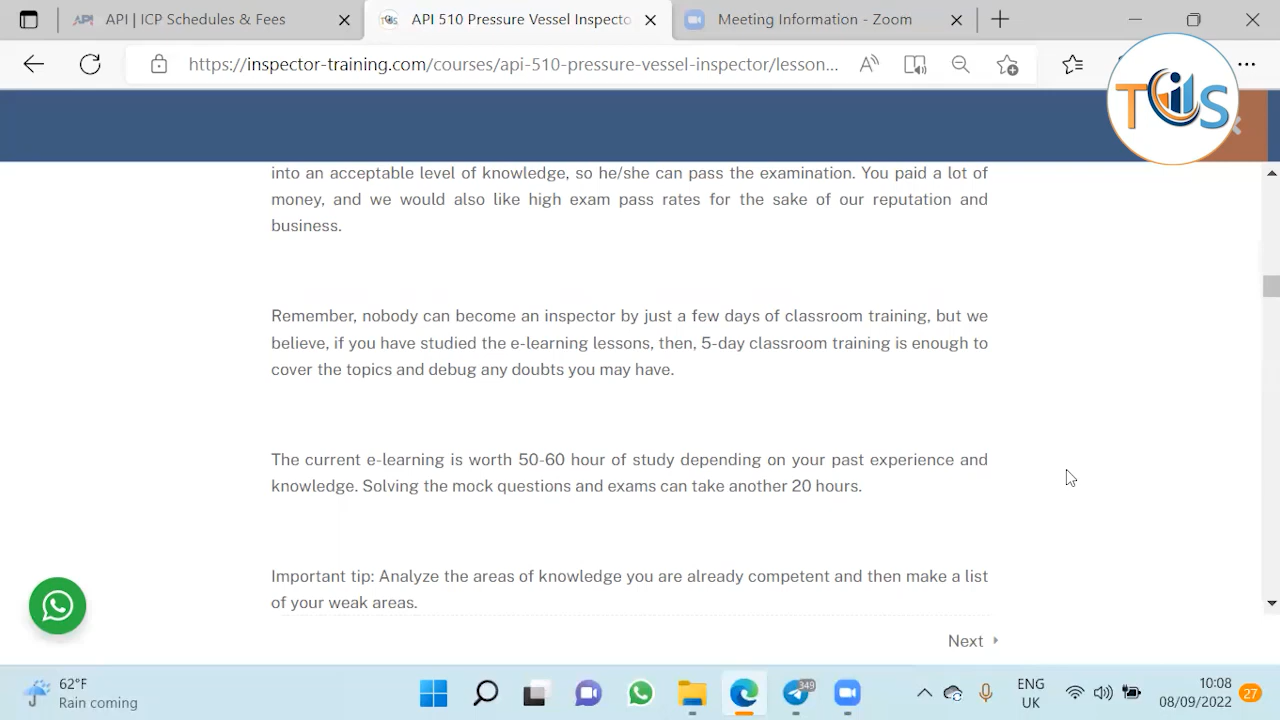 API | ICP Schedules & Fees
API 510 Pressure Vessel Inspecto
Meeting Information - Zoom
https://inspector-training.com/courses/api-510-pressure-vessel-inspector/lesson...
TIS
into an acceptable level of knowledge, so he/she can pass the examination. You paid a lot of
money, and we would also like high exam pass rates for the sake of our reputation and
business.
Remember, nobody can become an inspector by just a few days of classroom training, but we
believe, if you have studied the e-learning lessons, then, 5-day classroom training is enough to
cover the topics and debug any doubts you may have.
The current e-learning is worth 50-60 hour of study depending on your past experience and
knowledge. Solving the mock questions and exams can take another 20 hours.
Important tip: Analyze the areas of knowledge you are already competent and then make a list
of your weak areas.
Next
62°F
Rain coming
349
ENG
UK
10:08
08/09/2022
27